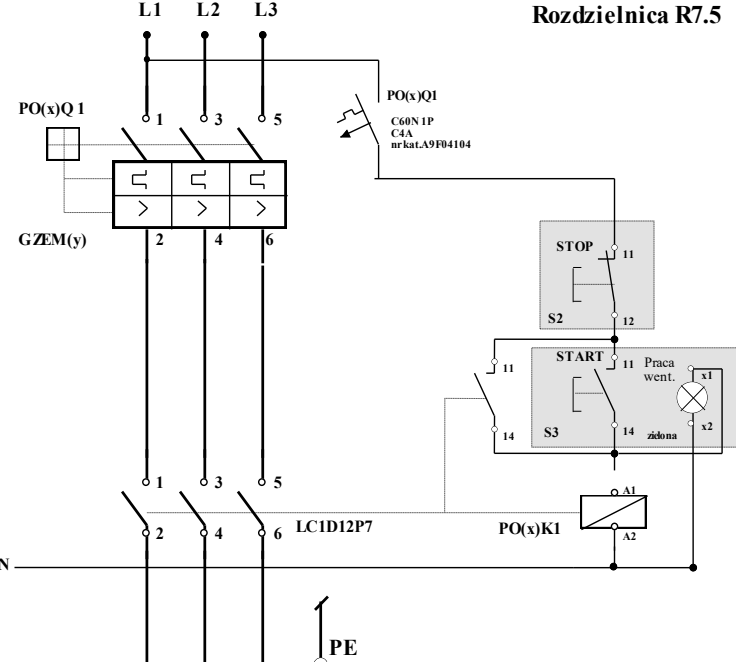 L1 L2 L3
Rozdzielnica R7.5
PO(x)Q1
C60N 1P
C4A
nr kat.A9F04104
PO(x)Q 1
1 3 5
GZEM(y)
2 4 6
STOP
11
S2
12
START
11
Praca
went.
x1
11
14
S3
14
zielona
x2
1 3 5
2 4 6
LC1D12P7
A1
PO(x)K1
A2
N
PE